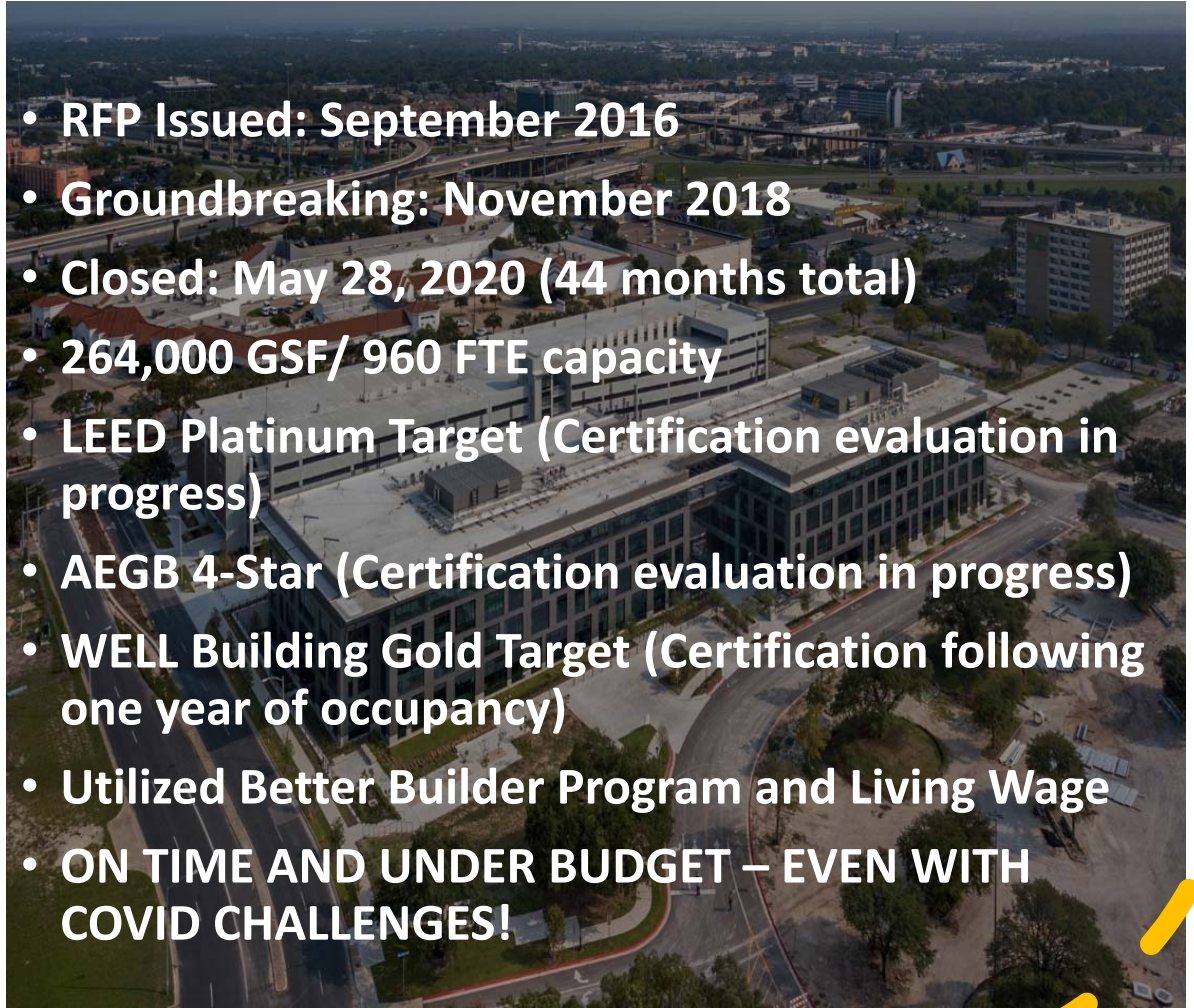 • RFP Issued: September 2016
• Groundbreaking: November 2018
• Closed: May 28, 2020 (44 months total)
• 264,000 GSF/ 960 FTE capacity
• LEED Platinum Target (Certification evaluation in
progress)
• AEGB 4-Star (Certification evaluation in progress)
• WELL Building Gold Target (Certification following
one year of occupancy)
• Utilized Better Builder Program and Living Wage
• ON TIME AND UNDER BUDGET – EVEN WITH
COVID CHALLENGES!